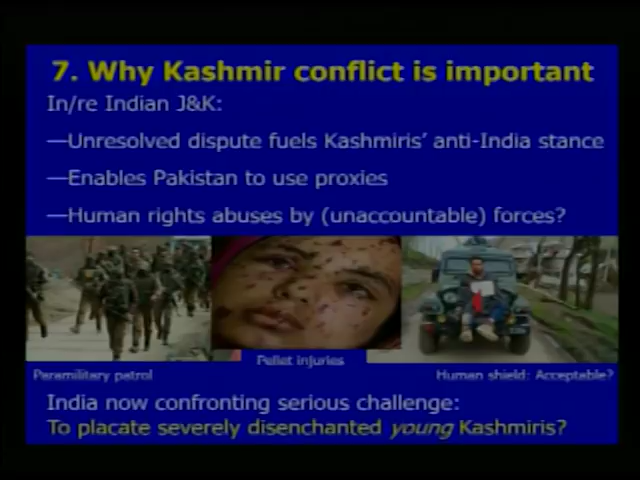 7. Why Kashmir conflict is important
In/re Indian J&K:
—Unresolved dispute fuels Kashmiris' anti-India stance
—Enables Pakistan to use proxies
—Human rights abuses by (unaccountable) forces?
Pellet injuries
Paramilitary patrol
Human shield: Acceptable?
India now confronting serious challenge:
To placate severely disenchanted young Kashmiris?